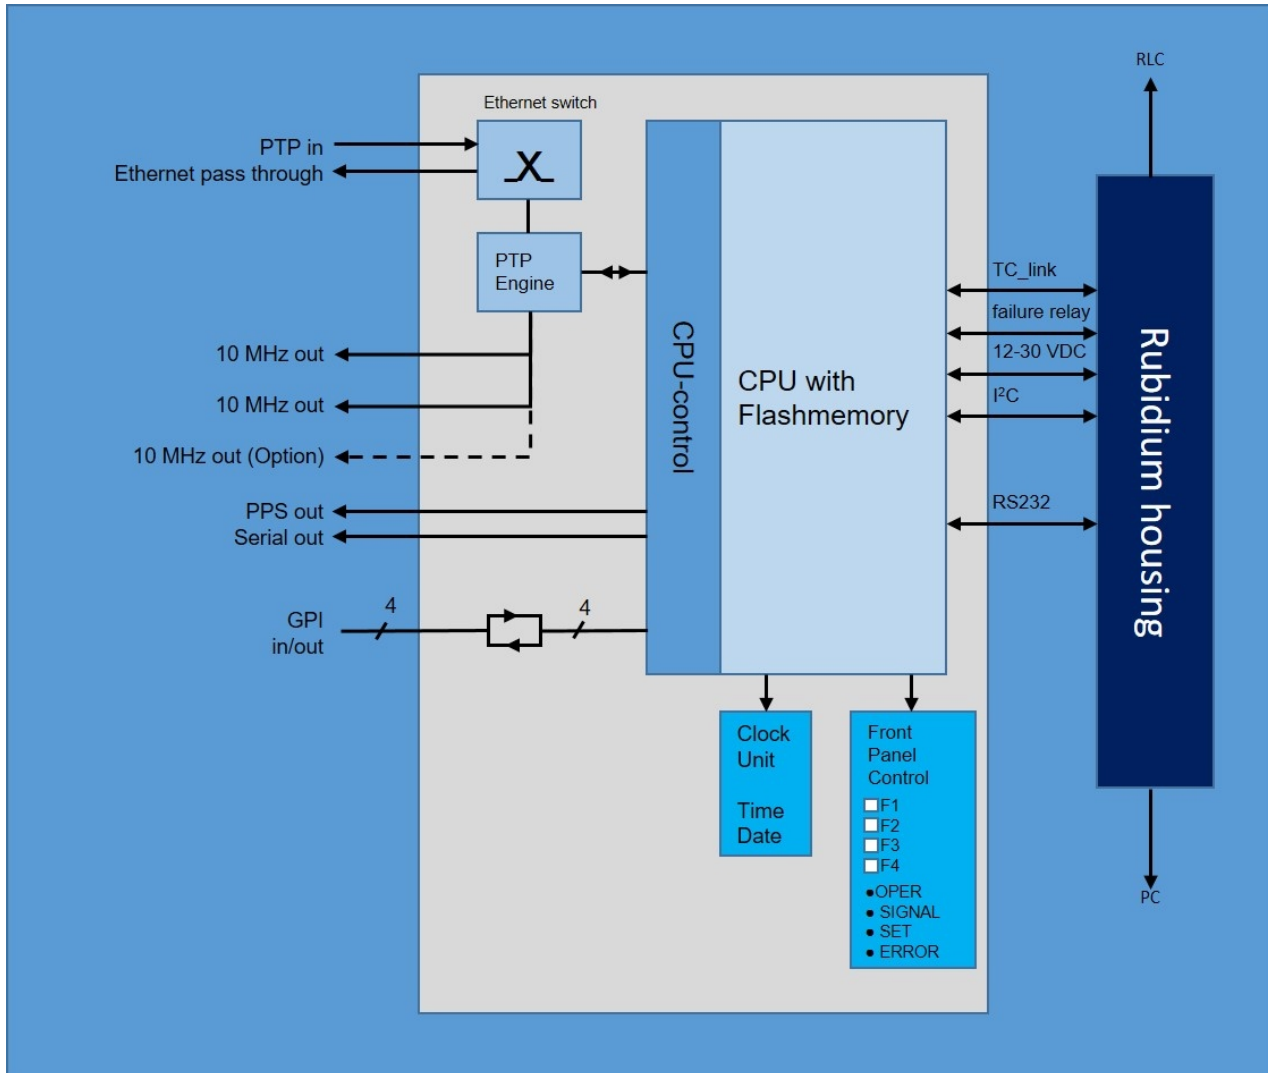 RLC
Ethernet switch
PTP in
Ethernet pass through
X
PTP
Engine
10 MHz out
10 MHz out
10 MHz out (Option)
PPS out
Serial out
GPI
in/out
4
4
CPU-control
CPU with
Flashmemory
TC_link
failure relay
12-30 VDC
I²C
RS232
Rubidium housing
Clock
Unit
Time
Date
Front
Panel
Control
F1
F2
F3
F4
●OPER
● SIGNAL
● SET
● ERROR
PC